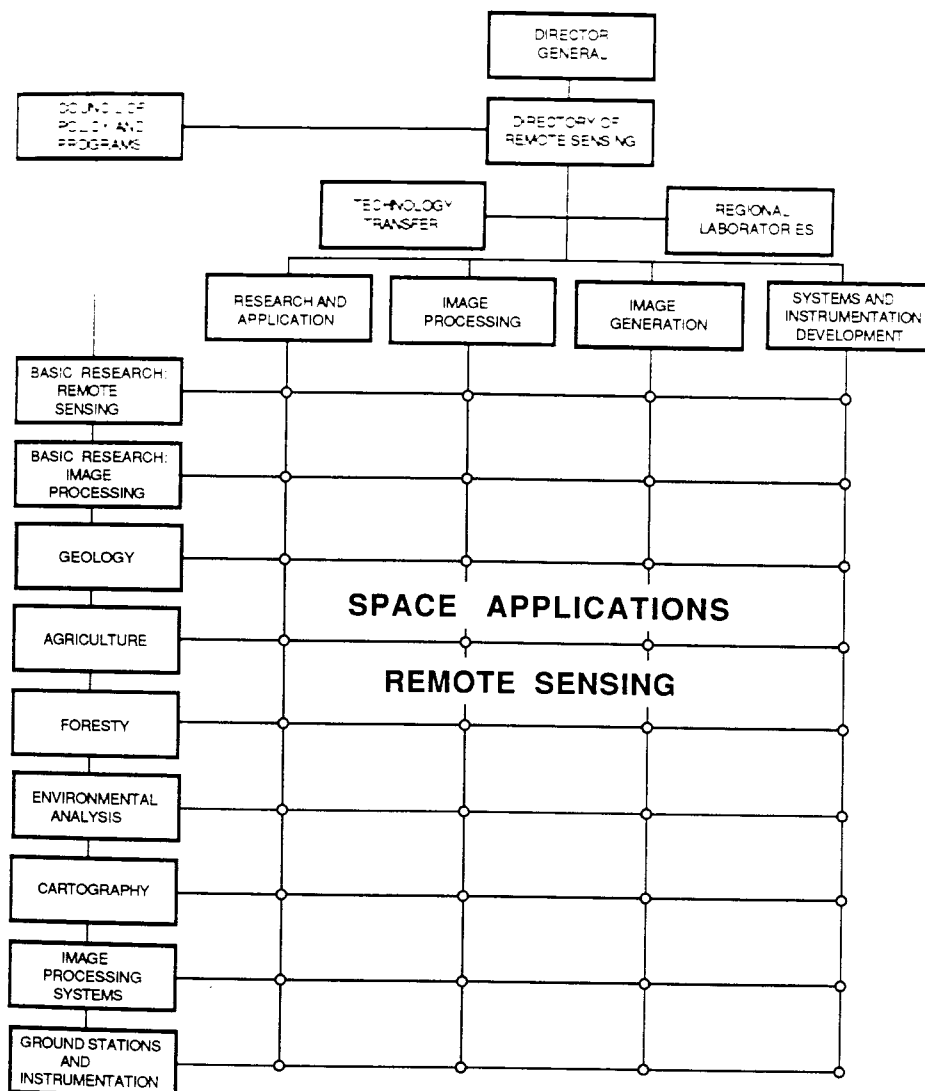 DIRECTOR
GENERAL
COUNCIL OF
POLICY AND
PROGRAMS
DIRECTORY OF
REMOTE SENSING
TECHNOLOGY
TRANSFER
REGIONAL
LABORATORIES
RESEARCH AND
APPLICATION
IMAGE
PROCESSING
IMAGE
GENERATION
SYSTEMS AND
INSTRUMENTATION
DEVELOPMENT
BASIC RESEARCH:
REMOTE
SENSING
BASIC RESEARCH:
IMAGE
PROCESSING
GEOLOGY
SPACE APPLICATIONS
AGRICULTURE
REMOTE SENSING
FORESTY
ENVIRONMENTAL
ANALYSIS
CARTOGRAPHY
IMAGE
PROCESSING
SYSTEMS
GROUND STATIONS
AND
INSTRUMENTATION